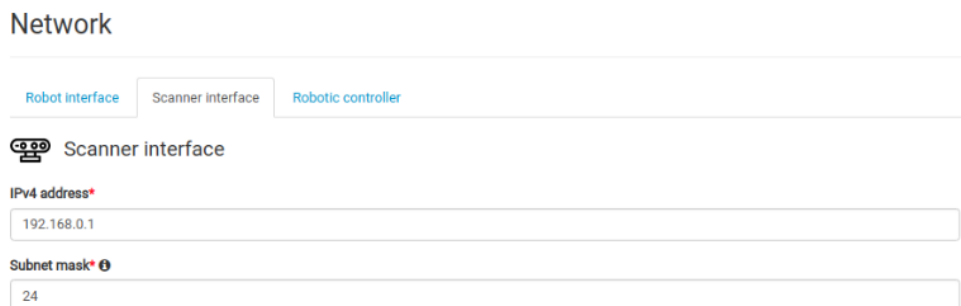 Network
Robot interface Scanner interface Robotic controller
Scanner interface
IPv4 address*
192.168.0.1
Subnet mask*
24